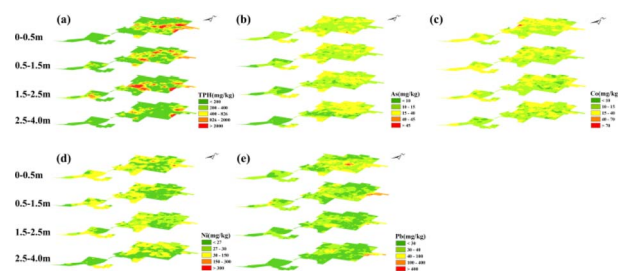 (a)
(b)
(c)
0-0.5m
0.5-1.5m
1.5-2.5m
2.5-4.0m
TPH(mg/kg)
< 200
200 - 400
400 - 826
826 - 2000
> 2000
As(mg/kg)
< 10
10 - 15
15 - 40
40 - 45
> 45
Co(mg/kg)
< 10
10 - 15
15 - 40
40 - 70
> 70
(d)
(e)
0-0.5m
0.5-1.5m
1.5-2.5m
2.5-4.0m
Ni(mg/kg)
< 27
27 - 30
30 - 150
150 - 300
> 300
Pb(mg/kg)
< 30
30 - 40
40 - 100
100 - 400
> 400